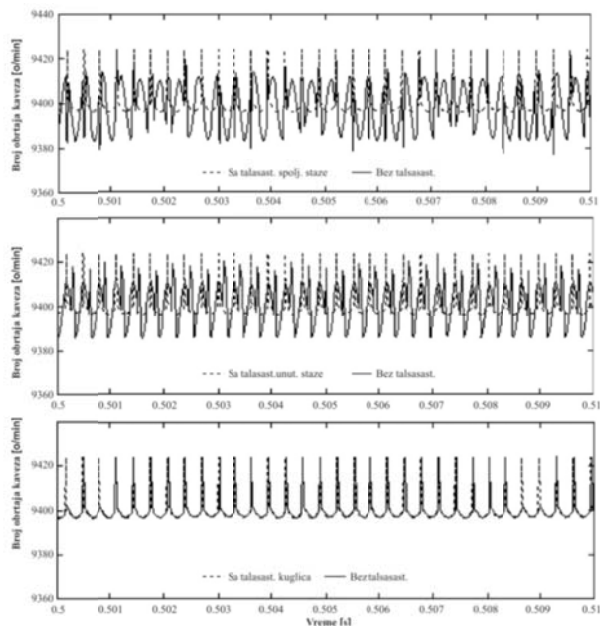 Broj obrtaja kaveza [o/min]
9440
9420
9400
9380
9360
Sa talasast. spolj. staze
Bez talsasast.
0.5 0.501 0.502 0.503 0.504 0.505 0.506 0.507 0.508 0.509 0.51
Broj obrtaja kaveza [o/min]
9420
9400
9380
9360
Sa talasast.unut. staze
Bez talsasast.
0.5 0.501 0.502 0.503 0.504 0.505 0.506 0.507 0.508 0.509 0.51
Broj obrtaja kaveza [o/min]
9420
9400
9380
9360
Sa talasast. kuglica
Bez talsasast.
0.5 0.501 0.502 0.503 0.504 0.505 0.506 0.507 0.508 0.509 0.51
Vreme [s]